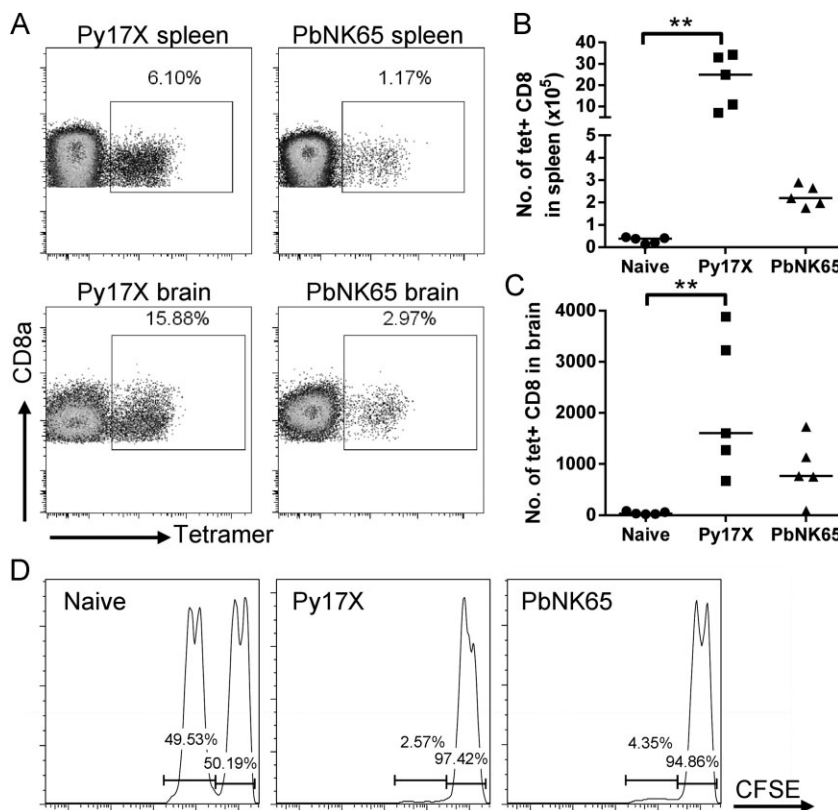 A
Py17X spleen
PbNK65 spleen
6.10%
1.17%
Py17X brain
PbNK65 brain
15.88%
2.97%
CD8a
Tetramer
B
No. of tet+ CD8
in spleen (x10⁵)
**
40
30
20
10
6
4
2
0
Naive
Py17X
PbNK65
C
No. of tet+ CD8 in brain
**
4000
3000
2000
1000
0
Naive
Py17X
PbNK65
D
Naive
Py17X
PbNK65
49.53%
50.19%
2.57%
97.42%
4.35%
94.86%
CFSE